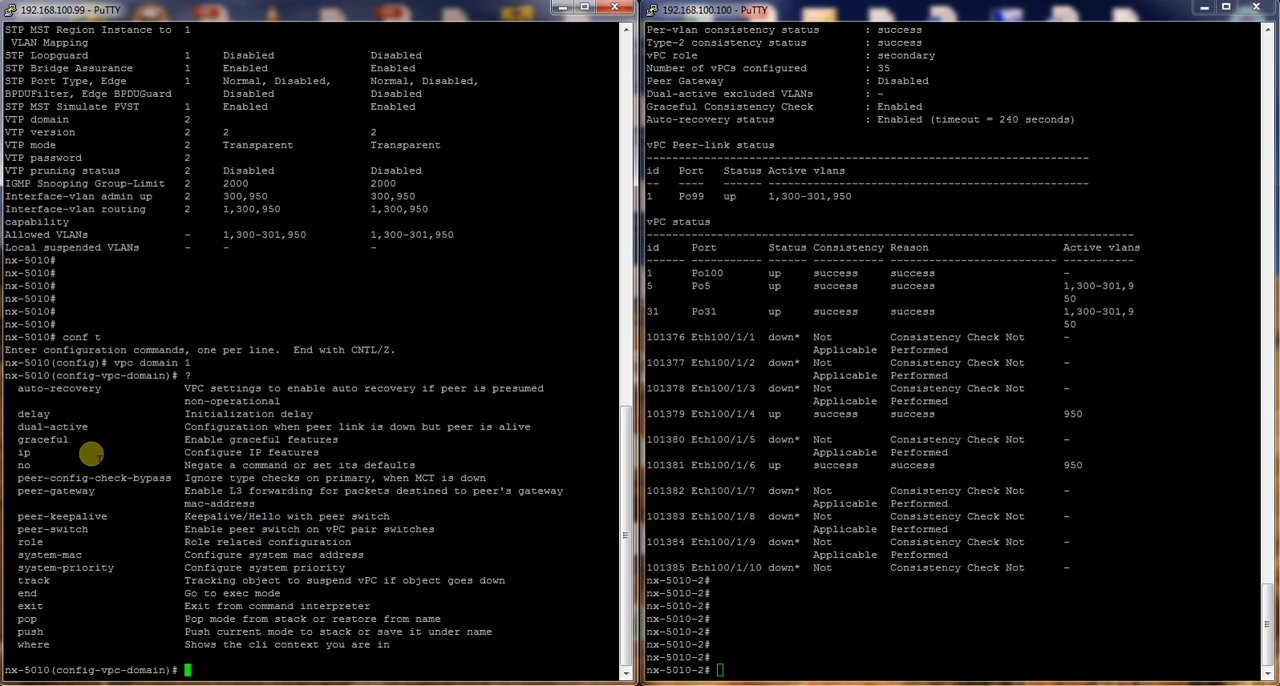 192.168.100.99 - PuTTY
STP MST Region Instance to  1
 VLAN Mapping
STP Loopguard               1     Disabled               Disabled
STP Bridge Assurance        1     Enabled                Enabled
STP Port Type, Edge         1     Normal, Disabled,      Normal, Disabled,
BPDUFilter, Edge BPDUGuard        Disabled               Disabled
STP MST Simulate PVST       1     Enabled                Enabled
VTP domain                  2
VTP version                 2     2                      2
VTP mode                    2     Transparent            Transparent
VTP password                2
VTP pruning status          2     Disabled               Disabled
IGMP Snooping Group-Limit   2     2000                   2000
Interface-vlan admin up     2     300,950                300,950
Interface-vlan routing      2     1,300,950              1,300,950
capability
Allowed VLANs               -     1,300-301,950          1,300-301,950
Local suspended VLANs       -     -                      -
nx-5010#
nx-5010#
nx-5010#
nx-5010#
nx-5010#
nx-5010#
nx-5010# conf t
Enter configuration commands, one per line.  End with CNTL/Z.
nx-5010(config)# vpc domain 1
nx-5010(config-vpc-domain)# ?
  auto-recovery             VPC settings to enable auto recovery if peer is presumed
                            non-operational
  delay                     Initialization delay
  dual-active               Configuration when peer link is down but peer is alive
  graceful                  Enable graceful features
  ip                        Configure IP features
  no                        Negate a command or set its defaults
  peer-config-check-bypass  Ignore type checks on primary, when MCT is down
  peer-gateway              Enable L3 forwarding for packets destined to peer's gateway
                            mac-address
  peer-keepalive            Keepalive/Hello with peer switch
  peer-switch               Enable peer switch on vPC pair switches
  role                      Role related configuration
  system-mac                Configure system mac address
  system-priority           Configure system priority
  track                     Tracking object to suspend vPC if object goes down
  end                       Go to exec mode
  exit                      Exit from command interpreter
  pop                       Pop mode from stack or restore from name
  push                      Push current mode to stack or save it under name
  where                     Shows the cli context you are in
nx-5010(config-vpc-domain)#
192.168.100.100 - PuTTY
Per-vlan consistency status       : success
Type-2 consistency status         : success
vPC role                          : secondary
Number of vPCs configured         : 35
Peer Gateway                      : Disabled
Dual-active excluded VLANs        : -
Graceful Consistency Check        : Enabled
Auto-recovery status              : Enabled (timeout = 240 seconds)
vPC Peer-link status
---------------------------------------------------------------------
id   Port   Status Active vlans
--   ----   ------ --------------------------------------------------
1    Po99   up     1,300-301,950
vPC status
----------------------------------------------------------------------------
id     Port        Status Consistency Reason                     Active vlans
------ ----------- ------ ----------- -------------------------- -----------
1      Po100       up     success     success                    -
5      Po5         up     success     success                    1,300-301,9
                                                                 50
31     Po31        up     success     success                    1,300-301,9
                                                                 50
101376 Eth100/1/1  down*  Not         Consistency Check Not      -
                          Applicable  Performed
101377 Eth100/1/2  down*  Not         Consistency Check Not      -
                          Applicable  Performed
101378 Eth100/1/3  down*  Not         Consistency Check Not      -
                          Applicable  Performed
101379 Eth100/1/4  up     success     success                    950
101380 Eth100/1/5  down*  Not         Consistency Check Not      -
                          Applicable  Performed
101381 Eth100/1/6  up     success     success                    950
101382 Eth100/1/7  down*  Not         Consistency Check Not      -
                          Applicable  Performed
101383 Eth100/1/8  down*  Not         Consistency Check Not      -
                          Applicable  Performed
101384 Eth100/1/9  down*  Not         Consistency Check Not      -
                          Applicable  Performed
101385 Eth100/1/10 down*  Not         Consistency Check Not      -
nx-5010-2#
nx-5010-2#
nx-5010-2#
nx-5010-2#
nx-5010-2#
nx-5010-2#
nx-5010-2#
nx-5010-2#